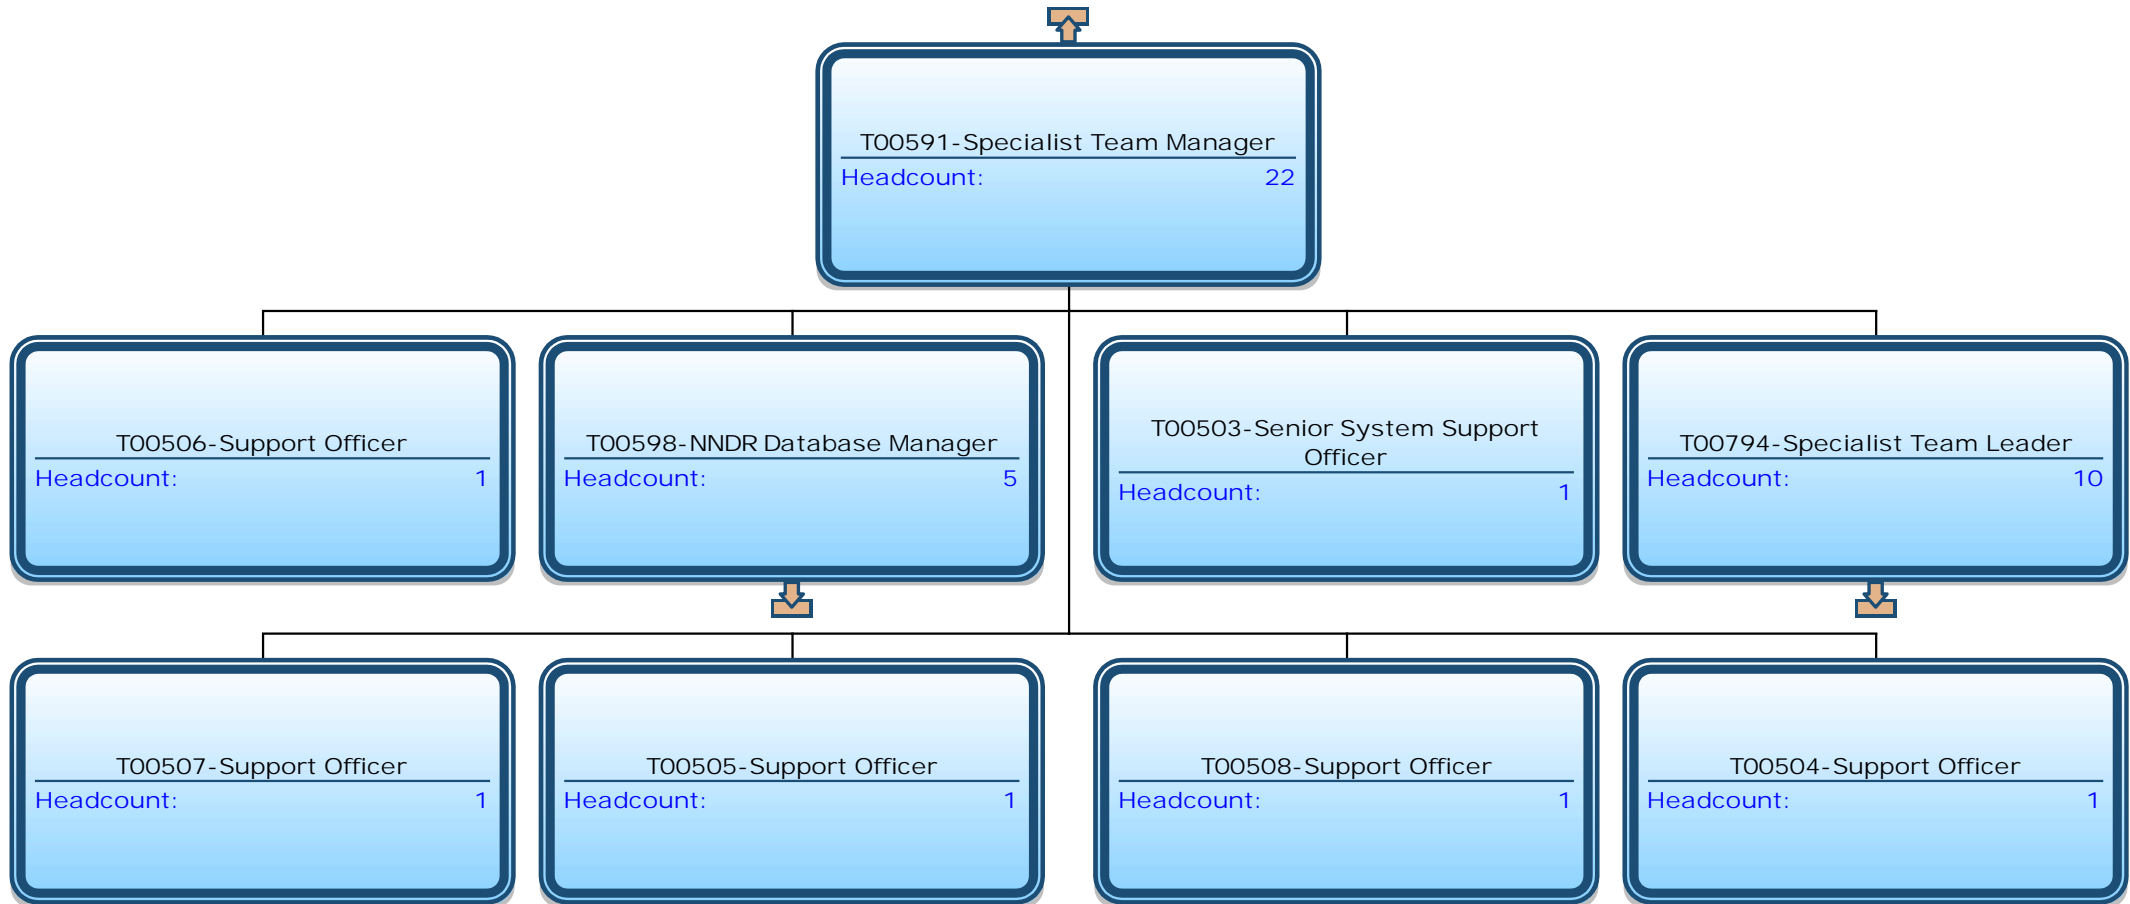 T00591-Specialist Team Manager
Headcount: 22
T00506-Support Officer
Headcount: 1
T00598-NNDR Database Manager
Headcount: 5
T00503-Senior System Support
Officer
Headcount: 1
T00794-Specialist Team Leader
Headcount: 10
T00507-Support Officer
Headcount: 1
T00505-Support Officer
Headcount: 1
T00508-Support Officer
Headcount: 1
T00504-Support Officer
Headcount: 1